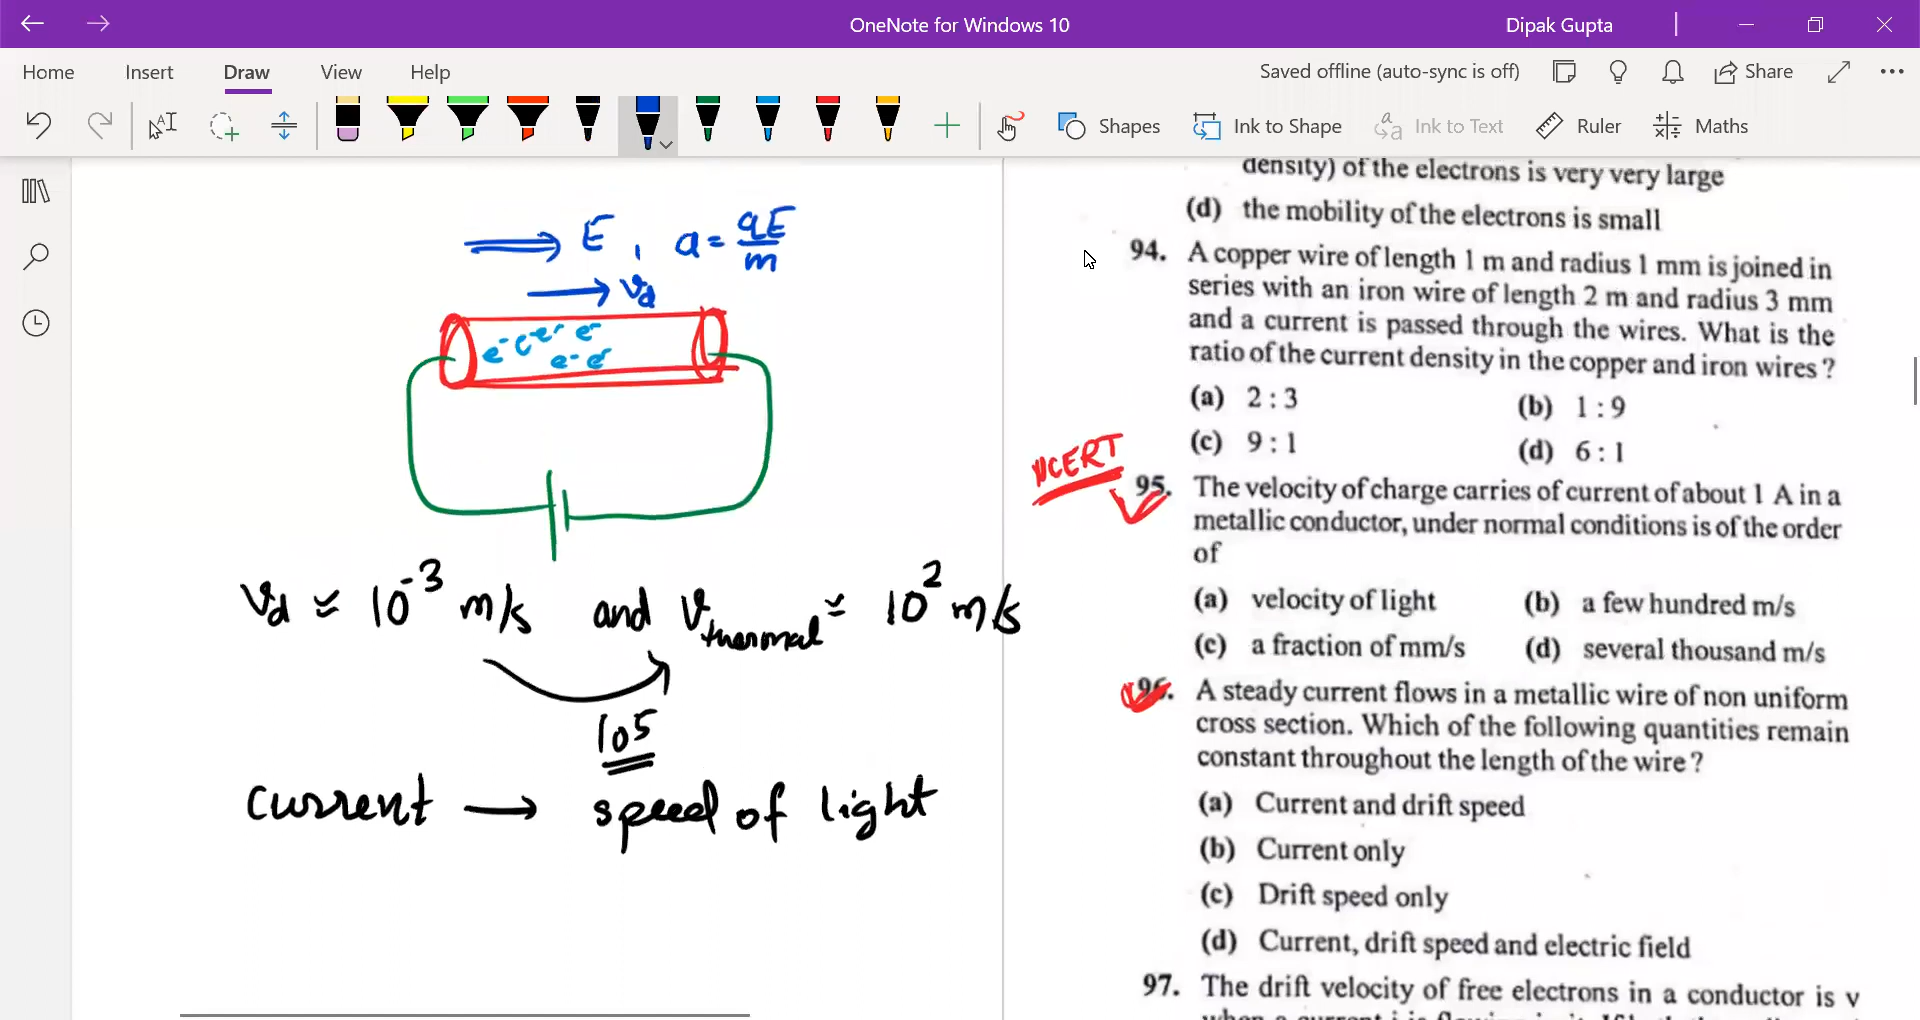 OneNote for Windows 10
Dipak Gupta
Home Insert Draw View Help
Saved offline (auto-sync is off)
Share
Shapes
Ink to Shape
Ink to Text
Ruler
Maths
E , a = qE/m
vd
e⁻ e⁻ e⁻ e⁻
e⁻ e⁻
vd ≈ 10⁻³ m/s and vthermal ≈ 10² m/s
10⁵
current → speed of light
density) of the electrons is very very large
(d) the mobility of the electrons is small
94. A copper wire of length 1 m and radius 1 mm is joined in
series with an iron wire of length 2 m and radius 3 mm
and a current is passed through the wires. What is the
ratio of the current density in the copper and iron wires ?
(a) 2 : 3 (b) 1 : 9
(c) 9 : 1 (d) 6 : 1
NCERT
95. The velocity of charge carries of current of about 1 A in a
metallic conductor, under normal conditions is of the order
of
(a) velocity of light (b) a few hundred m/s
(c) a fraction of mm/s (d) several thousand m/s
96. A steady current flows in a metallic wire of non uniform
cross section. Which of the following quantities remain
constant throughout the length of the wire ?
(a) Current and drift speed
(b) Current only
(c) Drift speed only
(d) Current, drift speed and electric field
97. The drift velocity of free electrons in a conductor is v